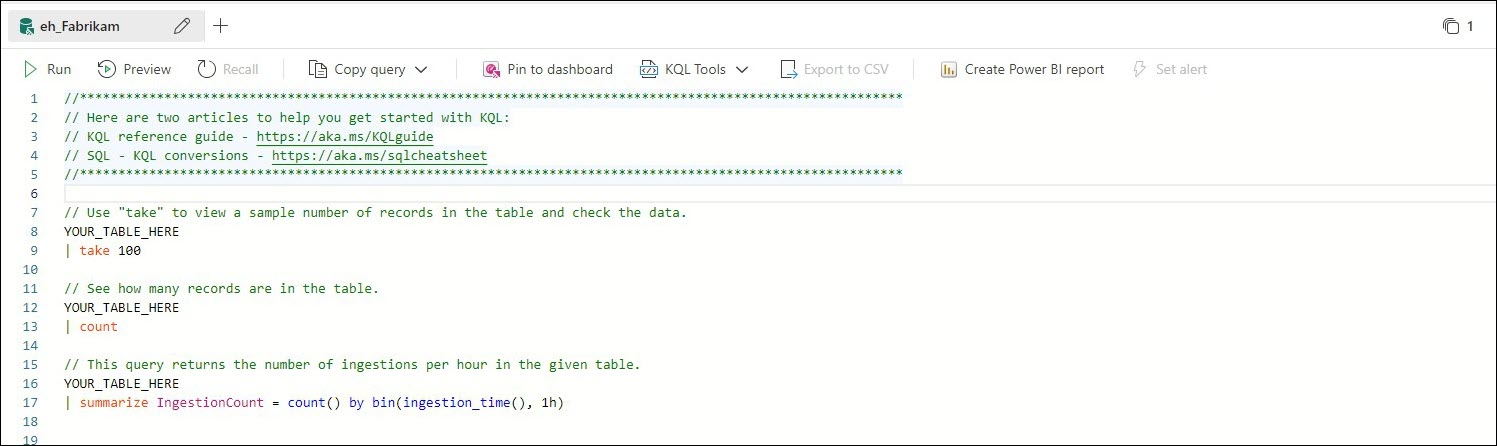 eh_Fabrikam
1
Run Preview Recall Copy query Pin to dashboard KQL Tools Export to CSV Create Power BI report Set alert
1 //***********************************************************************************************************
2 // Here are two articles to help you get started with KQL:
3 // KQL reference guide - https://aka.ms/KQLguide
4 // SQL - KQL conversions - https://aka.ms/sqlcheatsheet
5 //***********************************************************************************************************
6
7 // Use "take" to view a sample number of records in the table and check the data.
8 YOUR_TABLE_HERE
9 | take 100
10
11 // See how many records are in the table.
12 YOUR_TABLE_HERE
13 | count
14
15 // This query returns the number of ingestions per hour in the given table.
16 YOUR_TABLE_HERE
17 | summarize IngestionCount = count() by bin(ingestion_time(), 1h)
18
19